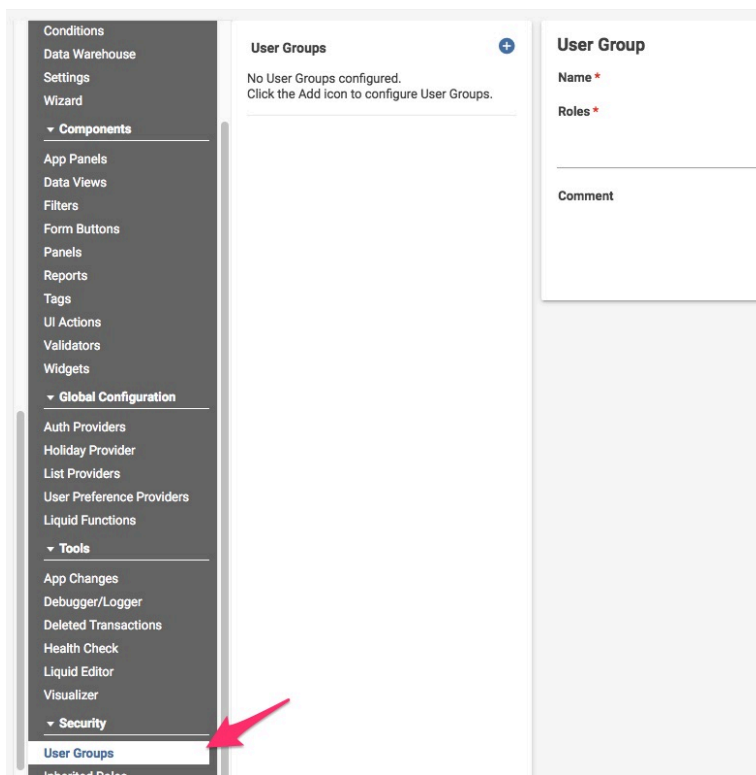 Conditions
Data Warehouse
Settings
Wizard
Components
App Panels
Data Views
Filters
Form Buttons
Panels
Reports
Tags
UI Actions
Validators
Widgets
Global Configuration
Auth Providers
Holiday Provider
List Providers
User Preference Providers
Liquid Functions
Tools
App Changes
Debugger/Logger
Deleted Transactions
Health Check
Liquid Editor
Visualizer
Security
User Groups
Inherited Roles
User Groups
No User Groups configured.
Click the Add icon to configure User Groups.
User Group
Name *
Roles *
Comment